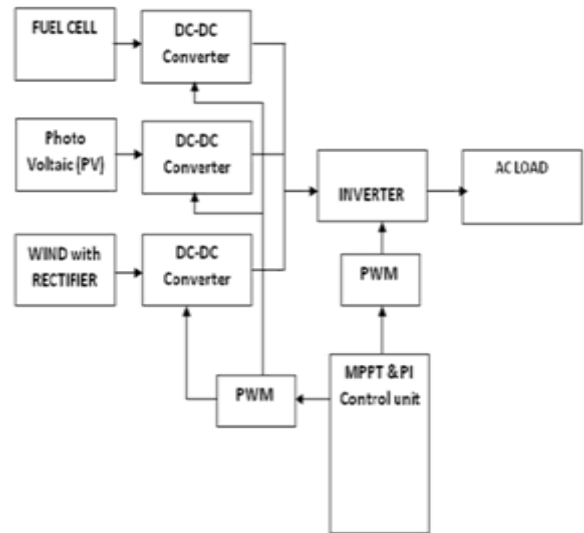 FUEL CELL
DC-DC
Converter
Photo
Voltaic (PV)
DC-DC
Converter
INVERTER
AC LOAD
WIND with
RECTIFIER
DC-DC
Converter
PWM
PWM
MPPT & PI
Control unit